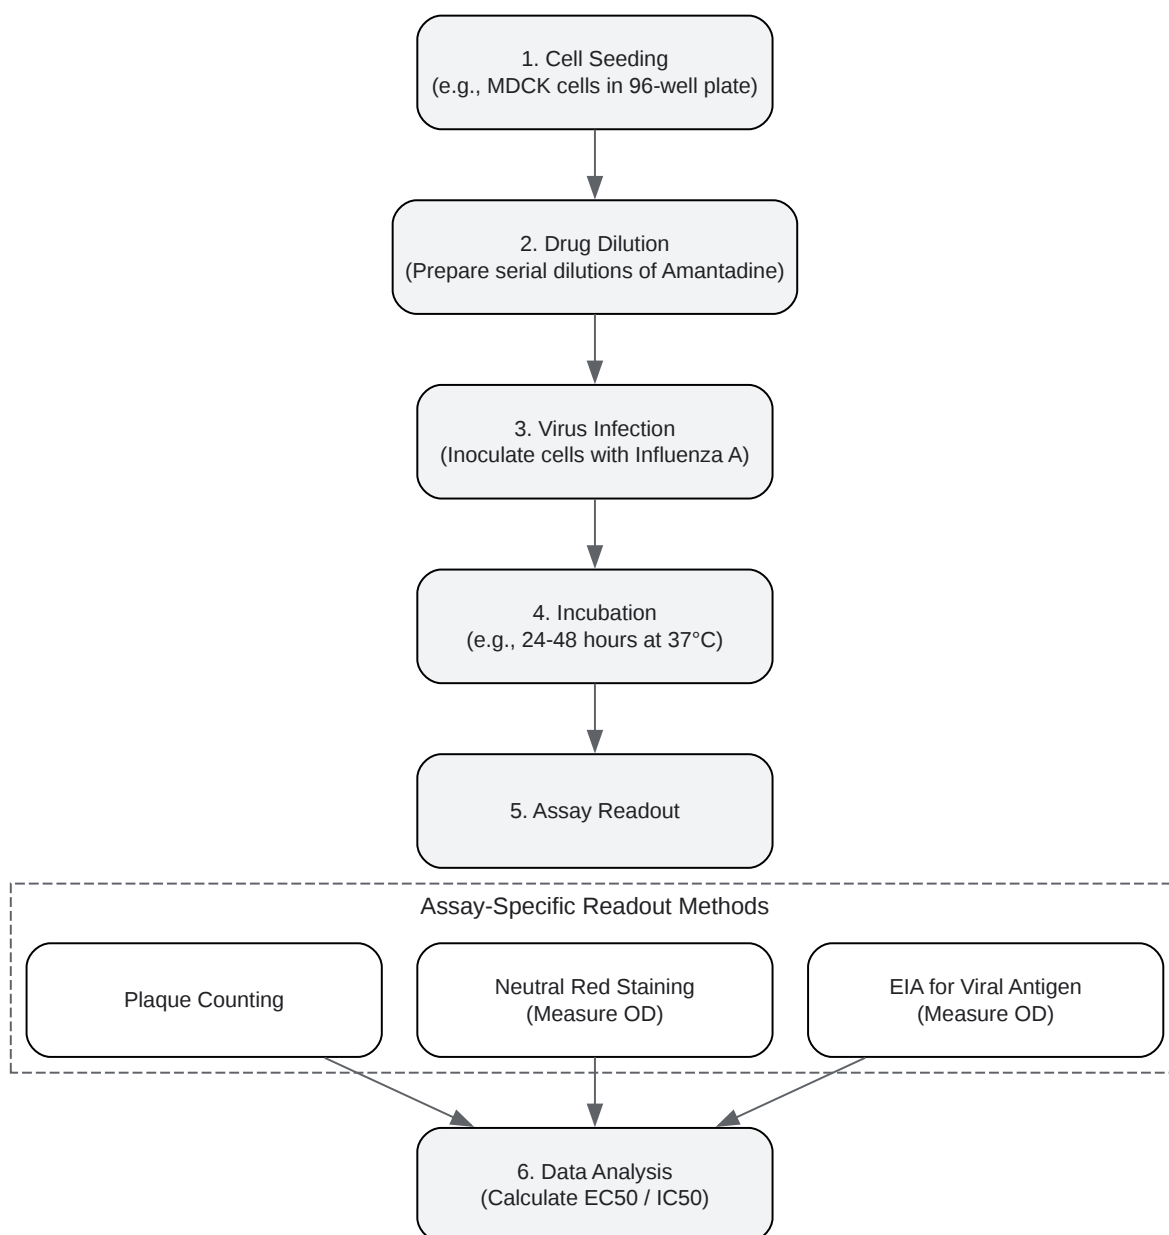 1. Cell Seeding
(e.g., MDCK cells in 96-well plate)
2. Drug Dilution
(Prepare serial dilutions of Amantadine)
3. Virus Infection
(Inoculate cells with Influenza A)
4. Incubation
(e.g., 24-48 hours at 37°C)
5. Assay Readout
Assay-Specific Readout Methods
Plaque Counting
Neutral Red Staining
(Measure OD)
EIA for Viral Antigen
(Measure OD)
6. Data Analysis
(Calculate EC50 / IC50)